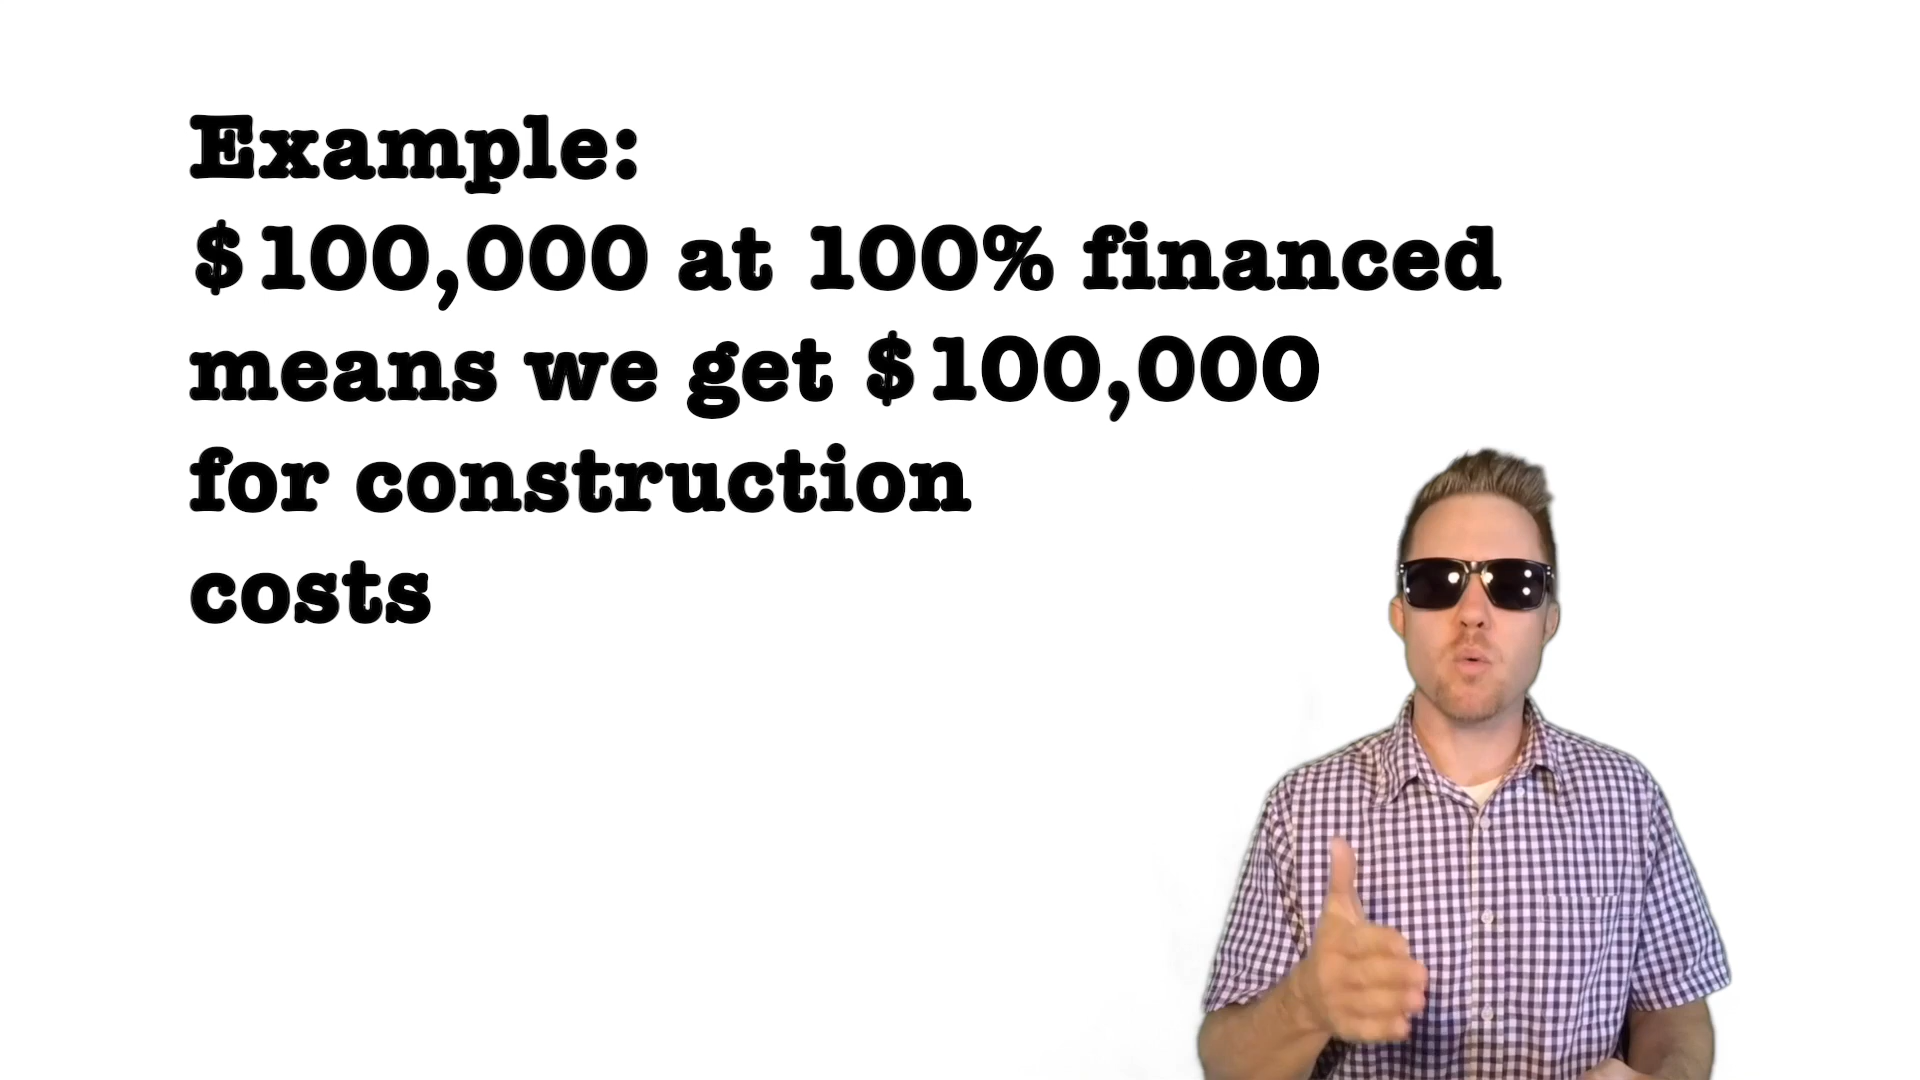 Example:
$100,000 at 100% financed
means we get $100,000
for construction
costs